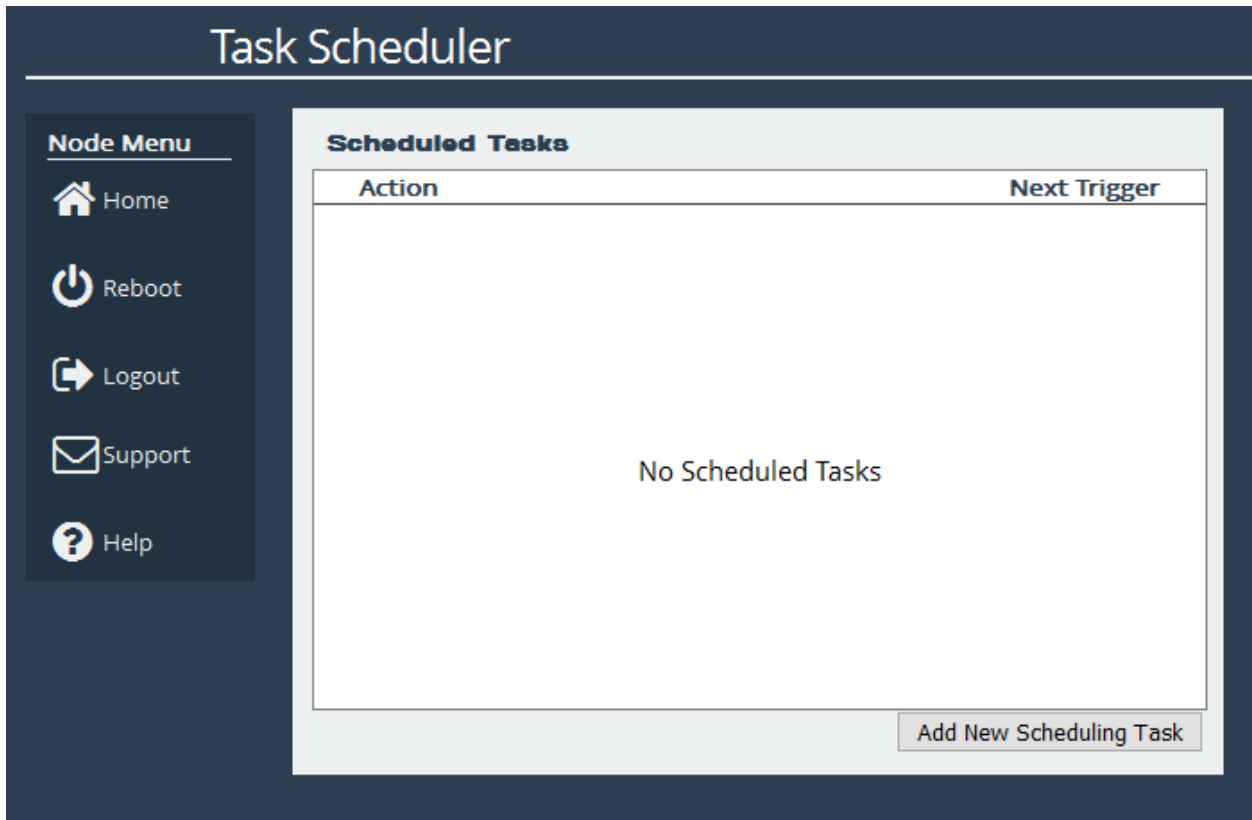 Task Scheduler
Node Menu
Home
Reboot
Logout
Support
Help
Scheduled Tasks
Action Next Trigger
No Scheduled Tasks
Add New Scheduling Task